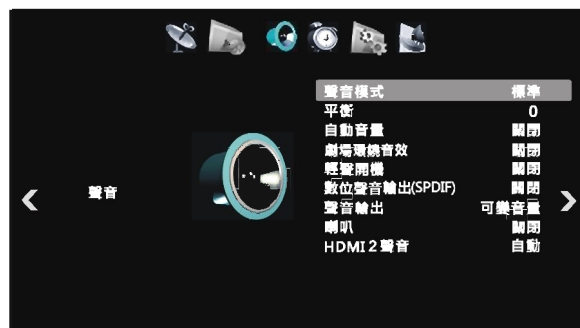 聲音
聲音模式 標準
平衡 0
自動音量 關閉
劇場環繞音效 關閉
輕聲開機 關閉
數位聲音輸出(SPDIF) 關閉
聲音輸出 可變音量
喇叭 關閉
HDMI 2 聲音 自動